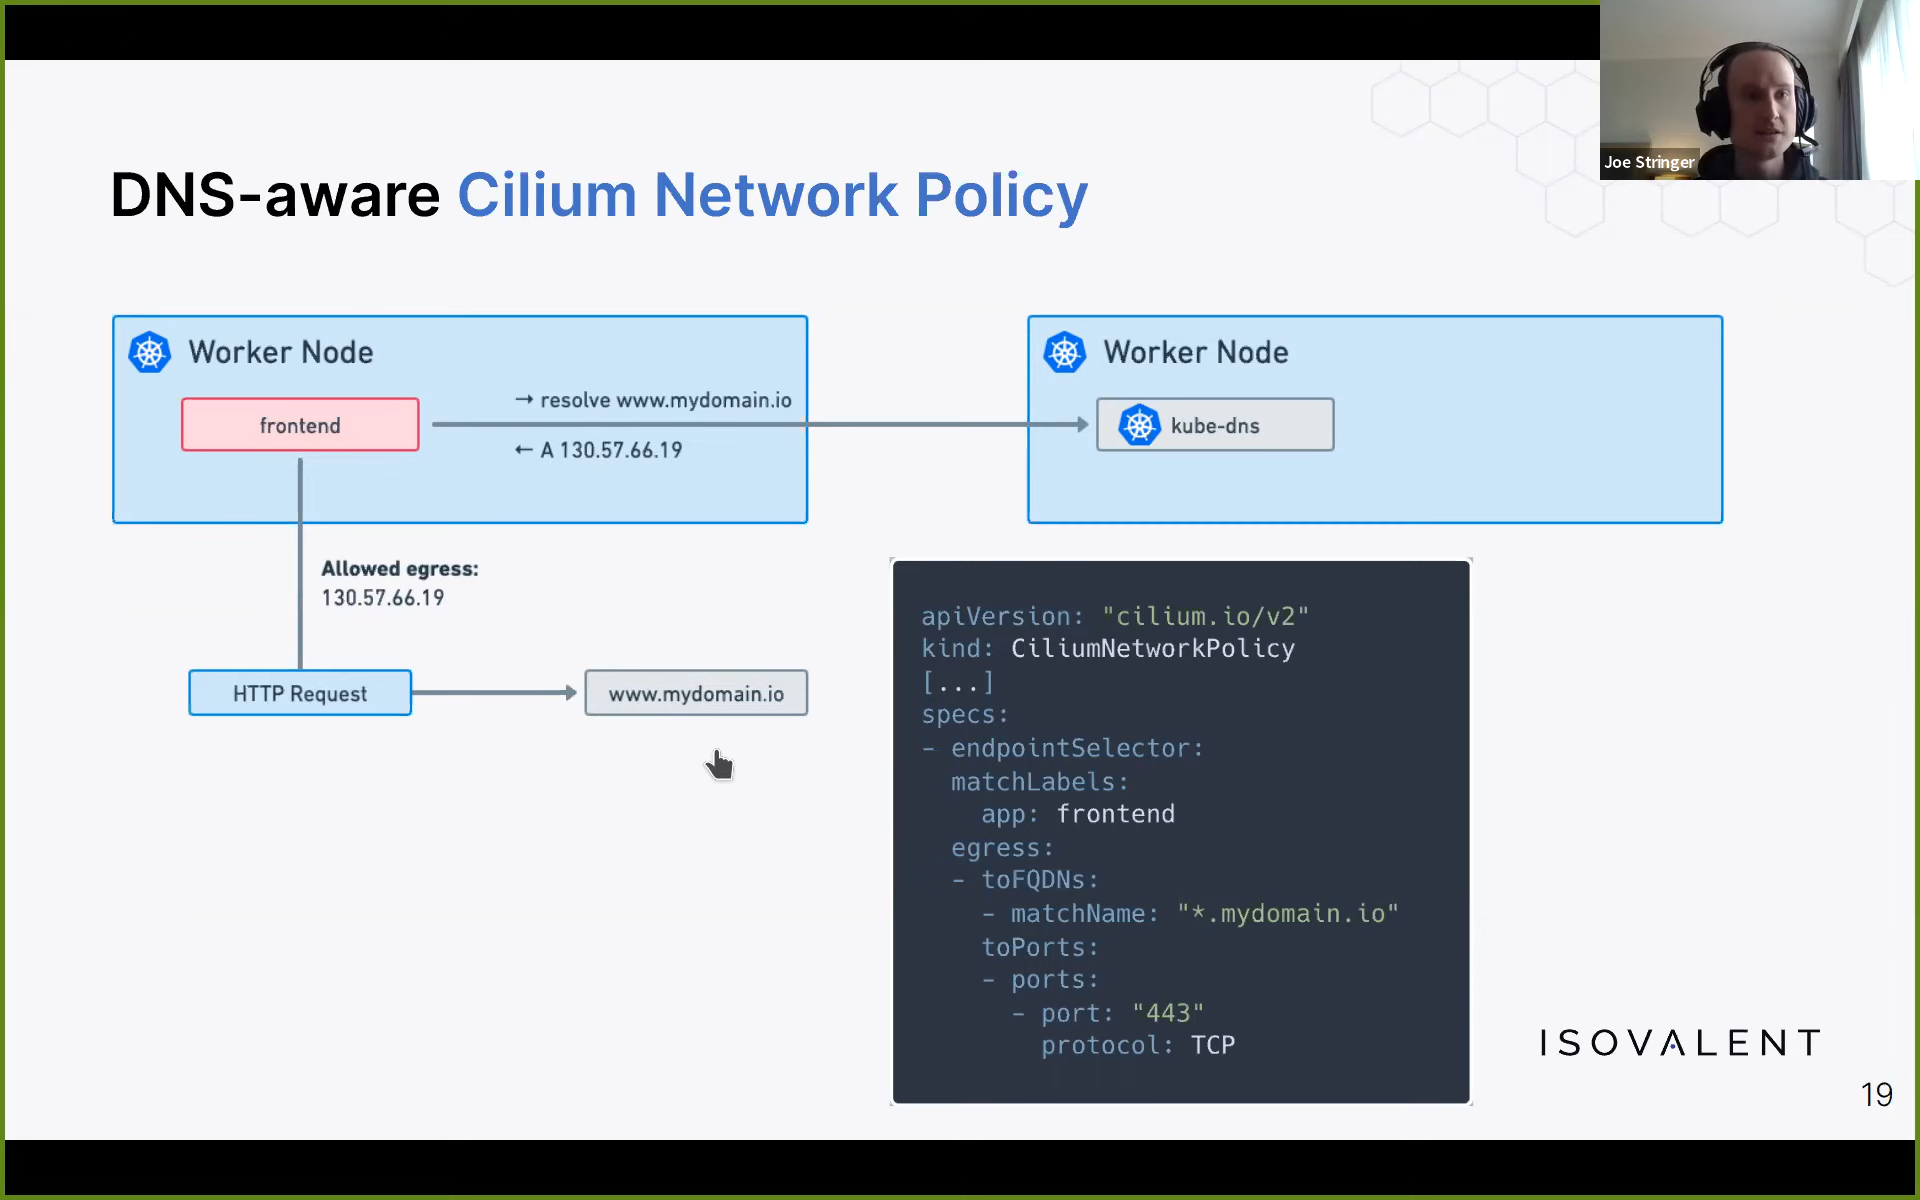 Joe Stringer
DNS-aware Cilium Network Policy
Worker Node
frontend
→ resolve www.mydomain.io
← A 130.57.66.19
Worker Node
kube-dns
Allowed egress:
130.57.66.19
HTTP Request
www.mydomain.io
apiVersion: "cilium.io/v2"
kind: CiliumNetworkPolicy
[...]
specs:
- endpointSelector:
  matchLabels:
    app: frontend
  egress:
  - toFQDNs:
    - matchName: "*.mydomain.io"
    toPorts:
    - ports:
      - port: "443"
        protocol: TCP
ISOVALENT
19